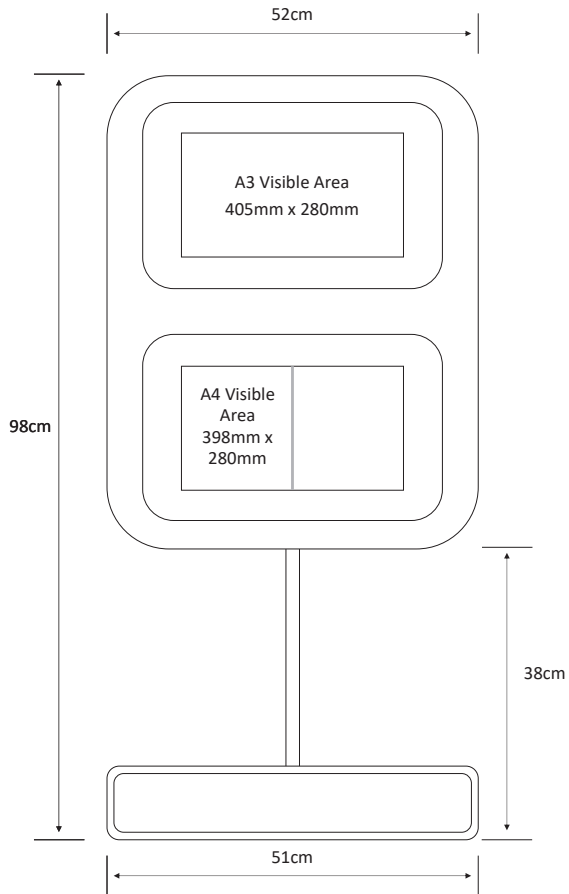 52cm
A3 Visible Area
405mm x 280mm
A4 Visible
Area
398mm x
280mm
98cm
38cm
51cm